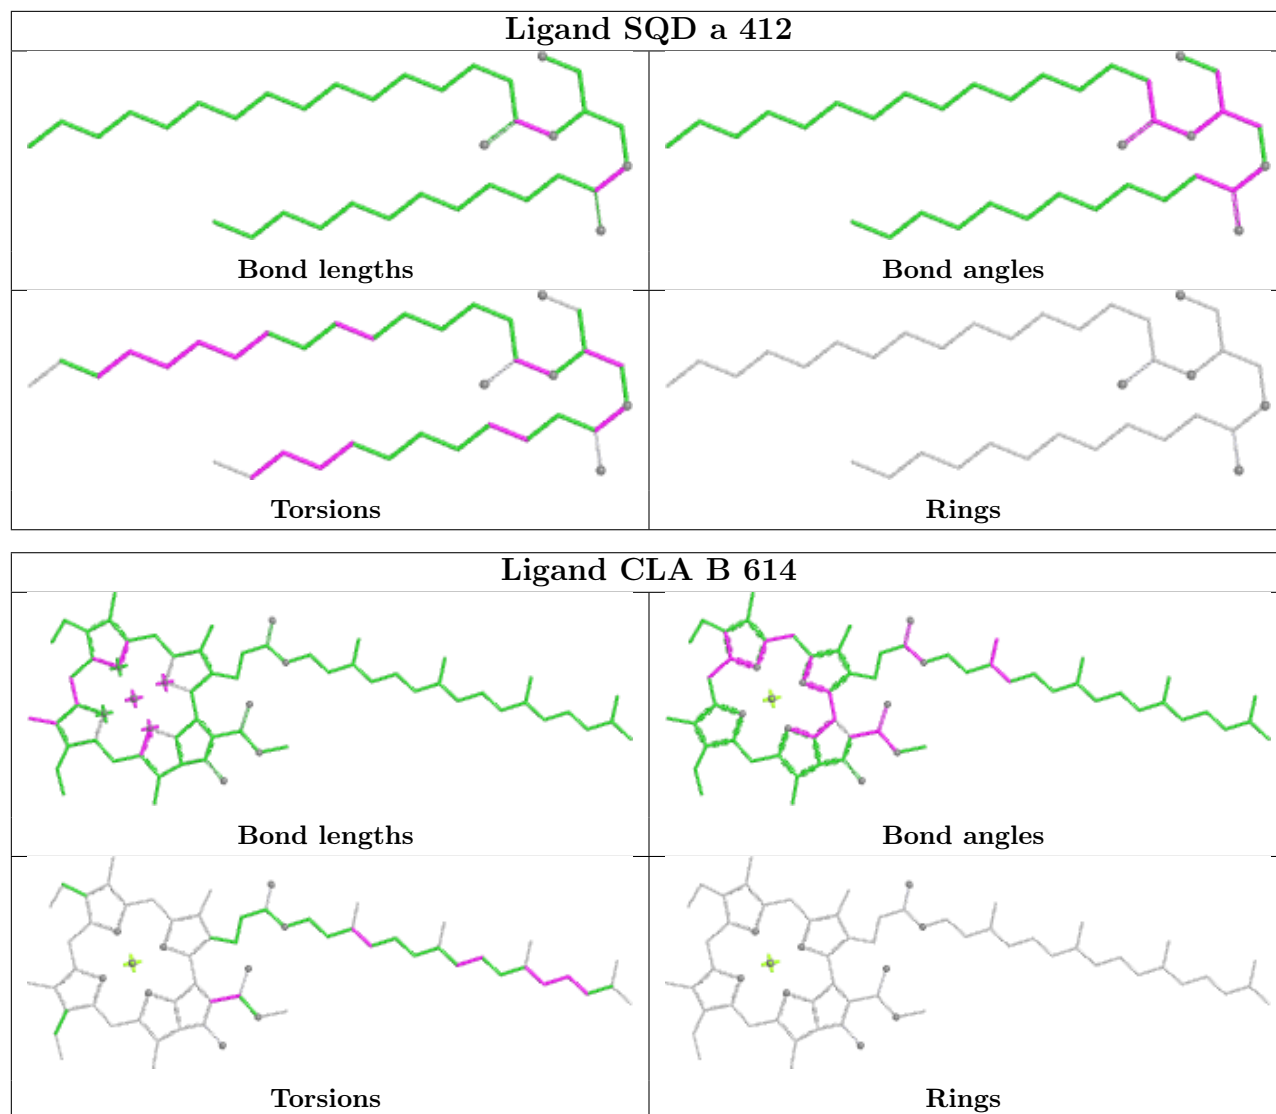 Ligand SQD a 412
Bond lengths
Bond angles
Torsions
Rings
Ligand CLA B 614
Bond lengths
Bond angles
Torsions
Rings